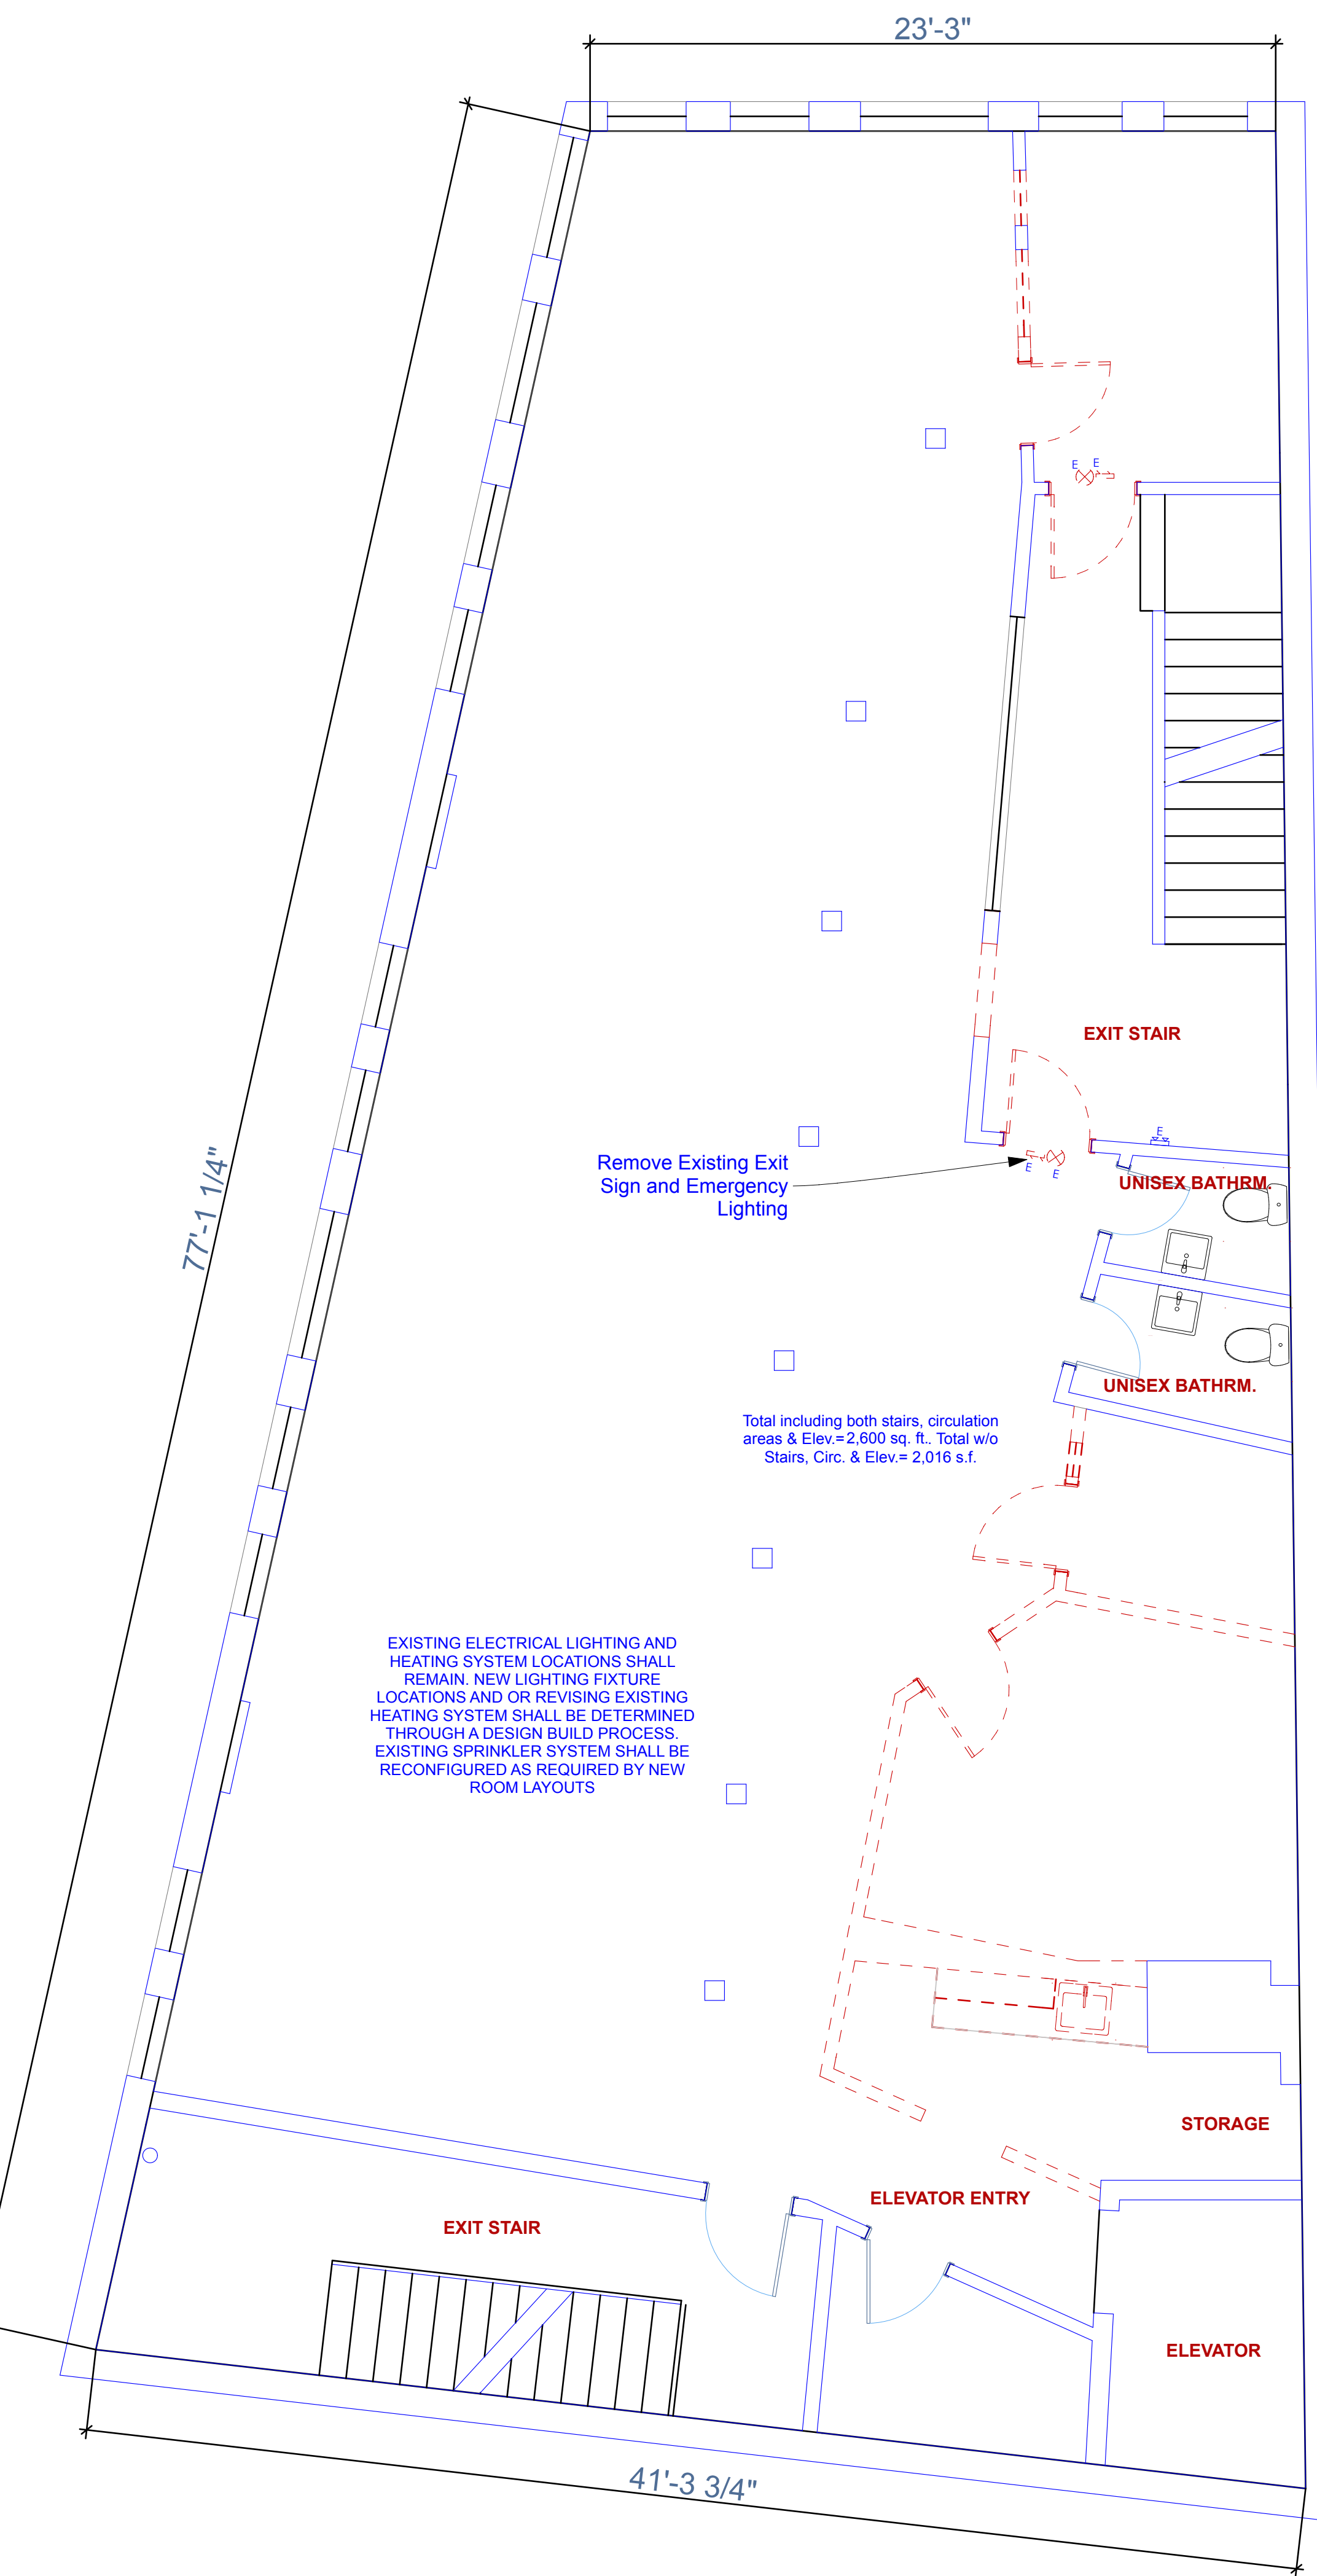 23'-3"
E E
77'-1 1/4"
EXIT STAIR
E
Remove Existing Exit
Sign and Emergency
Lighting
E
E
UNISEX BATHRM.
UNISEX BATHRM.
Total including both stairs, circulation
areas & Elev.=2,600 sq. ft.. Total w/o
Stairs, Circ. & Elev.= 2,016 s.f.
EXISTING ELECTRICAL LIGHTING AND
HEATING SYSTEM LOCATIONS SHALL
REMAIN. NEW LIGHTING FIXTURE
LOCATIONS AND OR REVISING EXISTING
HEATING SYSTEM SHALL BE DETERMINED
THROUGH A DESIGN BUILD PROCESS.
EXISTING SPRINKLER SYSTEM SHALL BE
RECONFIGURED AS REQUIRED BY NEW
ROOM LAYOUTS
STORAGE
ELEVATOR ENTRY
EXIT STAIR
ELEVATOR
41'-3 3/4"